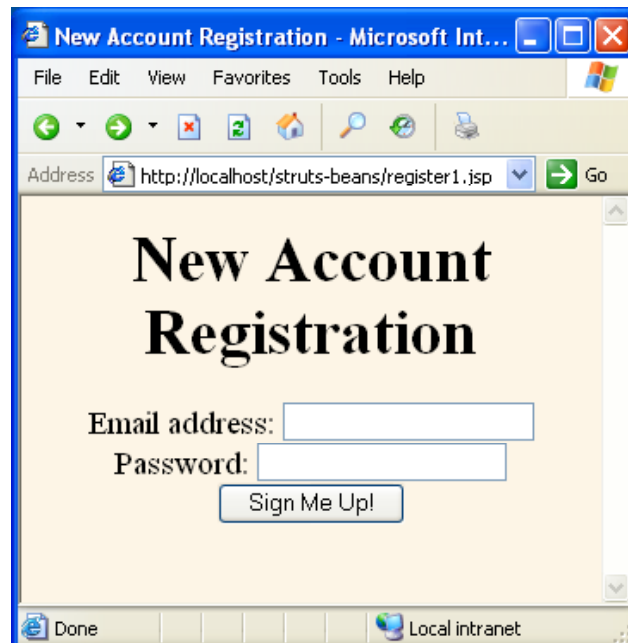 New Account Registration - Microsoft Int...
File Edit View Favorites Tools Help
Address http://localhost/struts-beans/register1.jsp Go
New Account
Registration
Email address:
Password:
Sign Me Up!
Done Local intranet